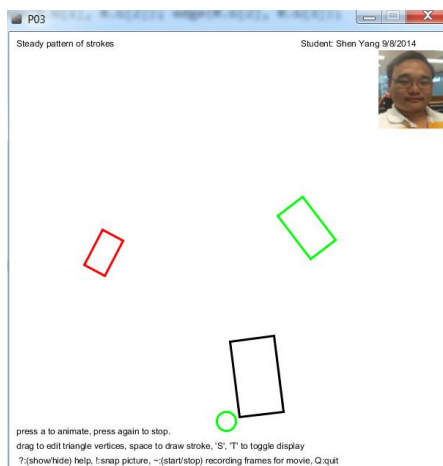 P03
Steady pattern of strokes
Student: Shen Yang 9/8/2014
press a to animate, press again to stop.
drag to edit triangle vertices, space to draw stroke, 'S', 'T' to toggle display
?:(show/hide) help, !:snap picture, ~:(start/stop) recording frames for movie, Q:quit